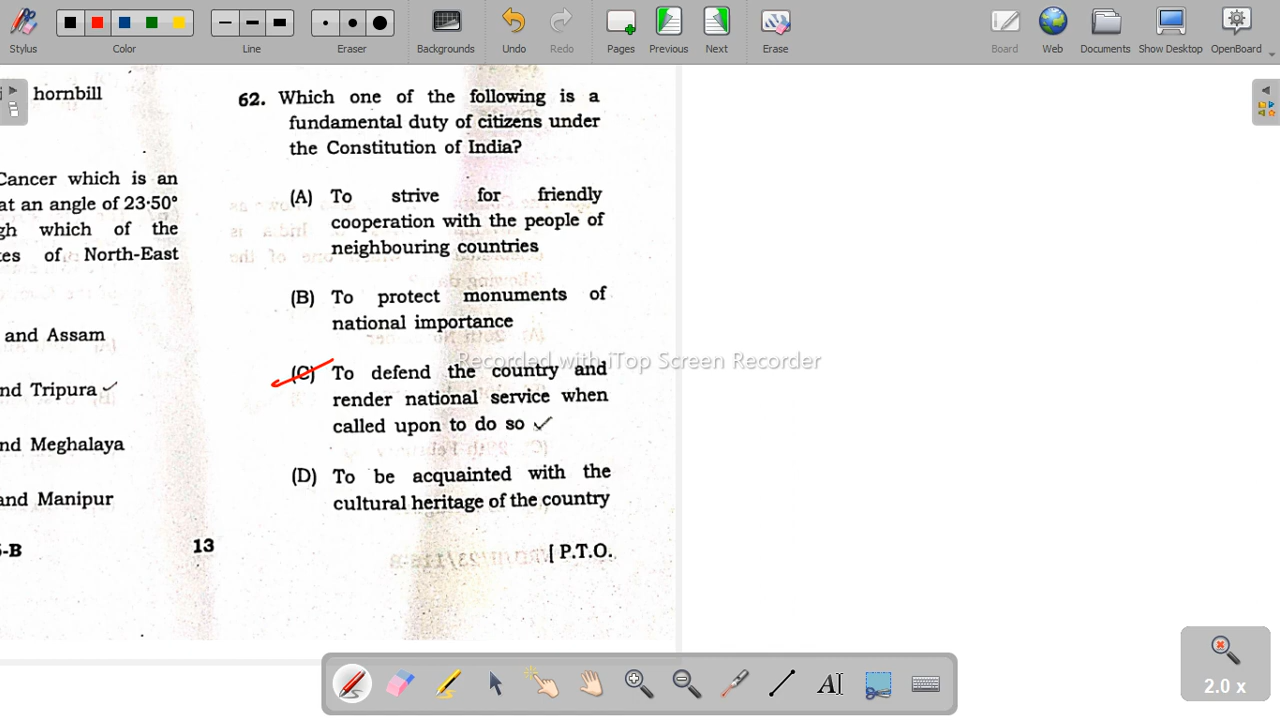 Stylus
Color
Line
Eraser
Backgrounds
Undo
Redo
Pages
Previous
Next
Erase
Board
Web
Documents
Show Desktop
OpenBoard
hornbill
Cancer which is an
at an angle of 23·50°
gh which of the
tes of North-East
and Assam
nd Tripura
nd Meghalaya
and Manipur
-B
13
62. Which one of the following is a
fundamental duty of citizens under
the Constitution of India?
(A) To strive for friendly
cooperation with the people of
neighbouring countries
(B) To protect monuments of
national importance
(C) To defend the country and
render national service when
called upon to do so
(D) To be acquainted with the
cultural heritage of the country
[ P.T.O.
Recorded with iTop Screen Recorder
2.0 x